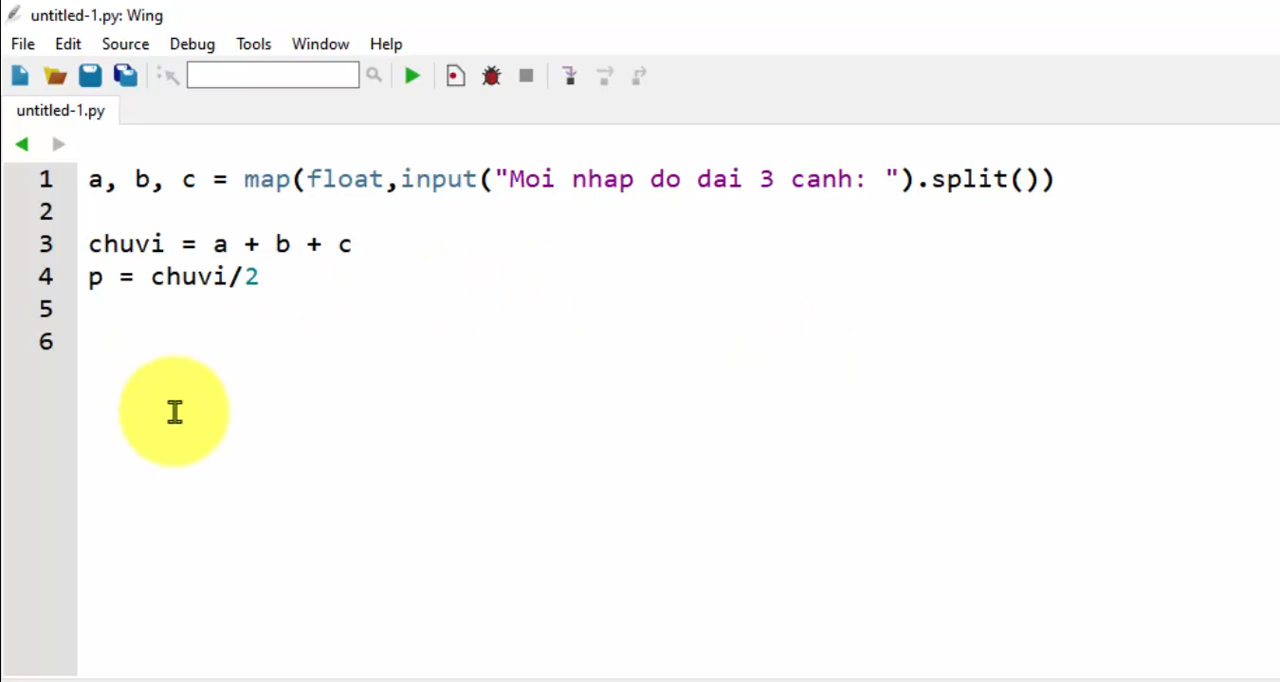 untitled-1.py: Wing
File Edit Source Debug Tools Window Help
untitled-1.py
1 a, b, c = map(float,input("Moi nhap do dai 3 canh: ").split())
2
3 chuvi = a + b + c
4 p = chuvi/2
5
6